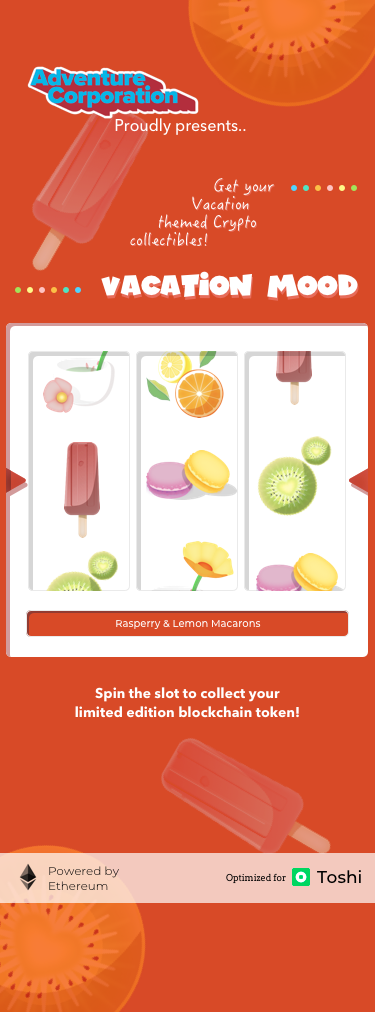 Adventure
Corporation
Proudly presents..
Get your
Vacation
themed Crypto
collectibles!
VACATION MOOD
Rasperry & Lemon Macarons
Spin the slot to collect your
limited edition blockchain token!
Powered by
Ethereum
Optimized for Toshi